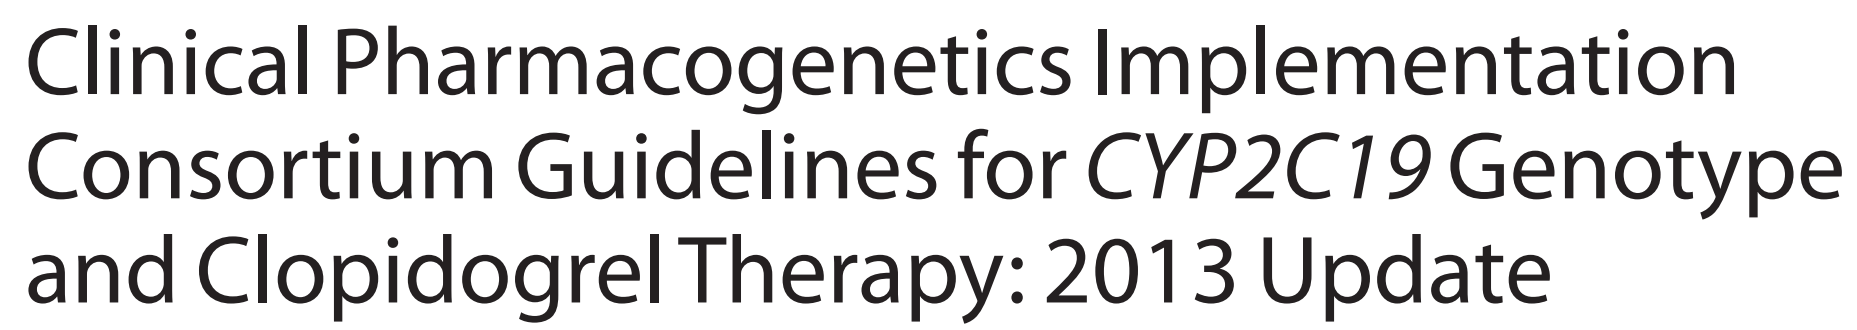 Clinical Pharmacogenetics Implementation
Consortium Guidelines for CYP2C19 Genotype
and Clopidogrel Therapy: 2013 Update